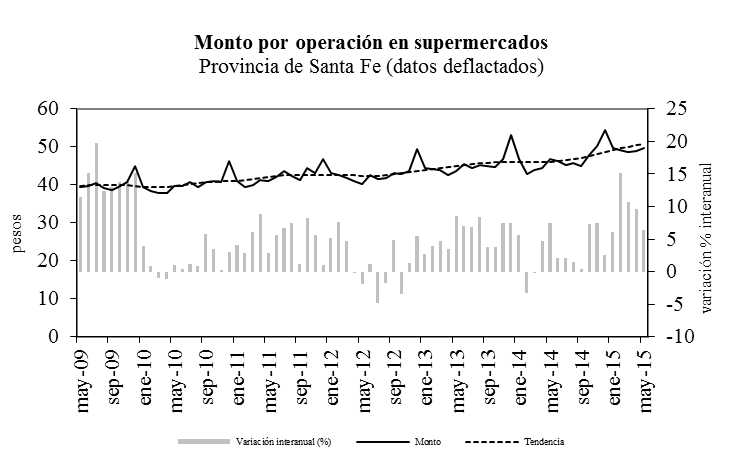 Monto por operación en supermercados
Provincia de Santa Fe (datos deflactados)
60
50
40
30
20
10
0
pesos
25
20
15
10
5
0
-5
-10
variación % interanual
may-09
sep-09
ene-10
may-10
sep-10
ene-11
may-11
sep-11
ene-12
may-12
sep-12
ene-13
may-13
sep-13
ene-14
may-14
sep-14
ene-15
may-15
Variación interanual (%)
Monto
Tendencia